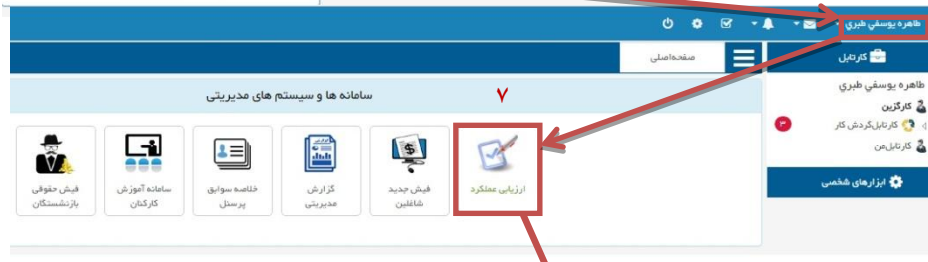 طاهره یوسفي طبري
کارتابل
صفحه‌اصلی
طاهره یوسفي طبري
کارگزین
کارتابل‌گردش کار
۳
کارتابل‌من
ابزارهای شخصی
سامانه ها و سیستم های مدیریتی
۷
ارزیابی عملکرد
فیش جدید
شاغلین
گزارش
مدیریتی
خلاصه سوابق
پرسنل
سامانه آموزش
کارکنان
فیش حقوقی
بازنشستگان